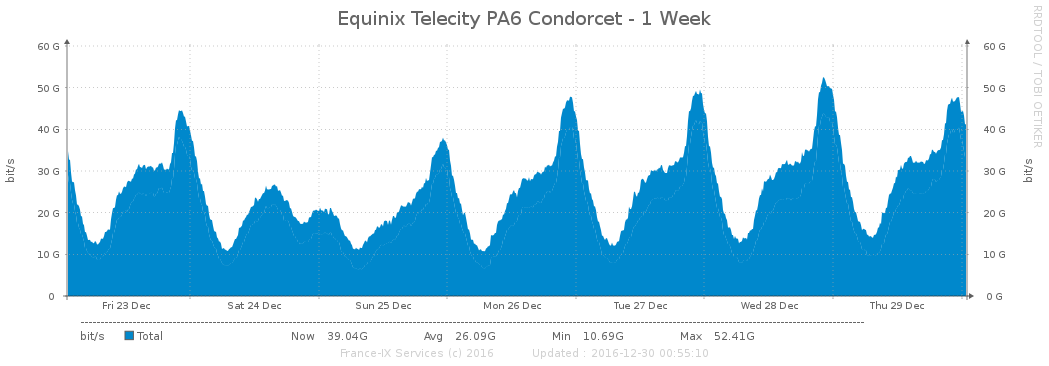 Equinix Telecity PA6 Condorcet - 1 Week
RRDTOOL / TOBI OETIKER
60 G 60 G
50 G 50 G
40 G 40 G
30 G 30 G
20 G 20 G
10 G 10 G
0 0 G
bit/s
bit/s
Fri 23 Dec Sat 24 Dec Sun 25 Dec Mon 26 Dec Tue 27 Dec Wed 28 Dec Thu 29 Dec
bit/s Total Now 39.04G Avg 26.09G Min 10.69G Max 52.41G
France-IX Services (c) 2016 Updated : 2016-12-30 00:55:10